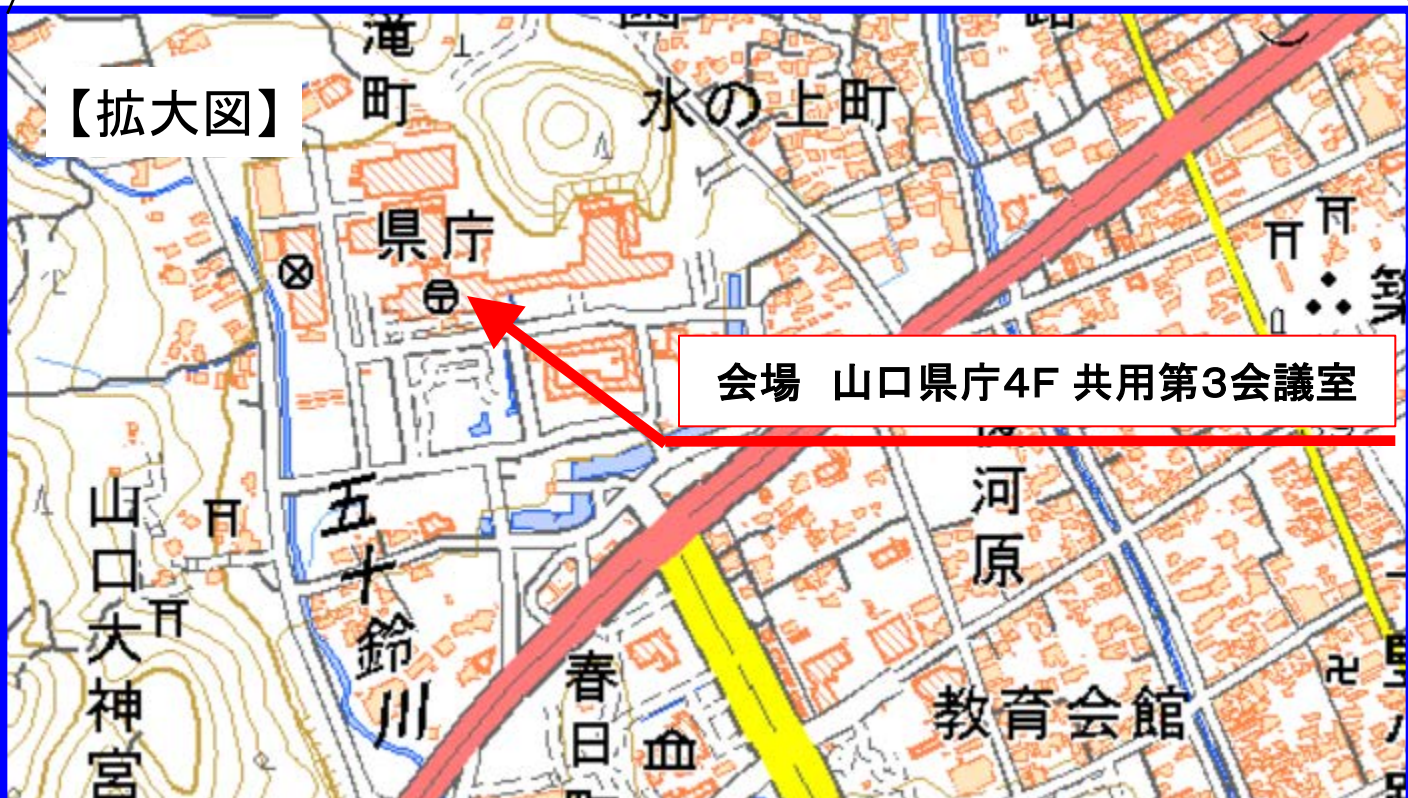 【拡大図】
滝町
水の上町
県庁
会場 山口県庁4F 共用第3会議室
河原
五十鈴川
山口大神宮
春日
教育会館
築